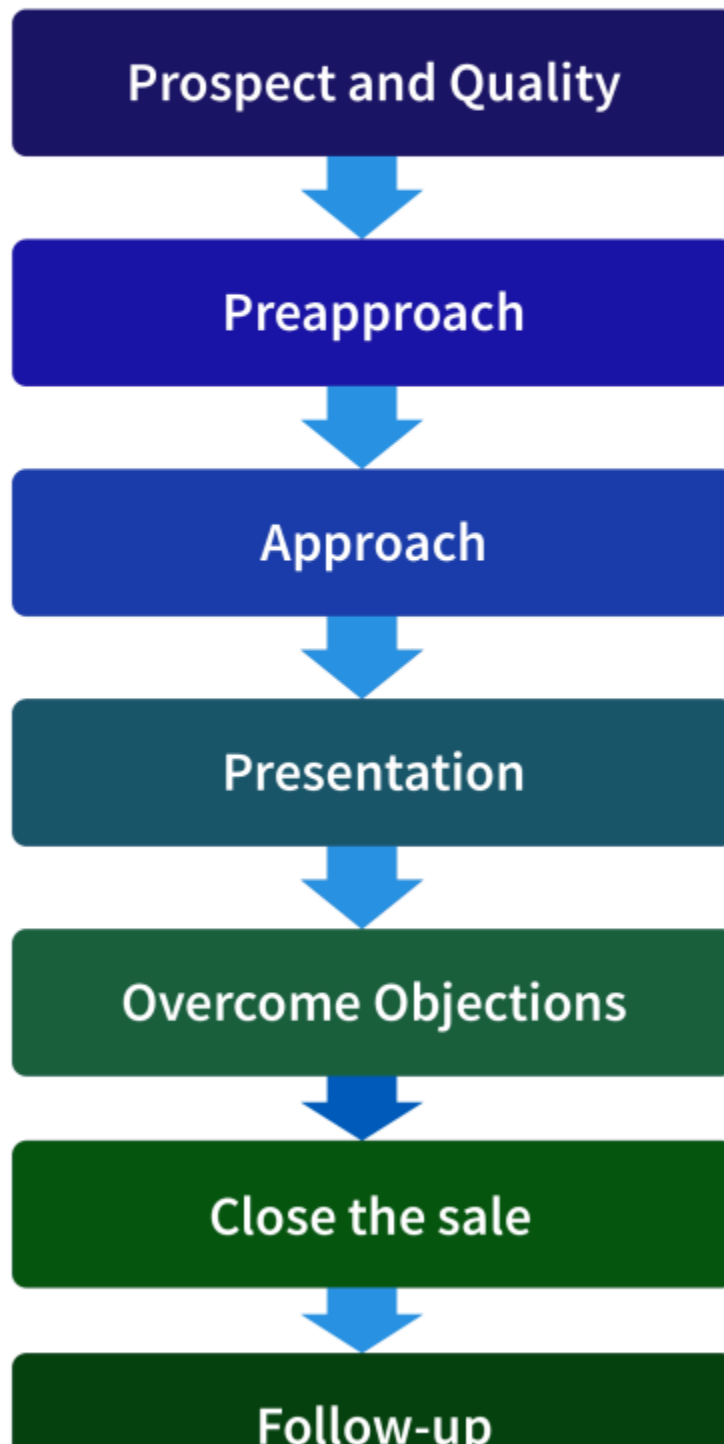 Prospect and Quality
Preapproach
Approach
Presentation
Overcome Objections
Close the sale
Follow-up